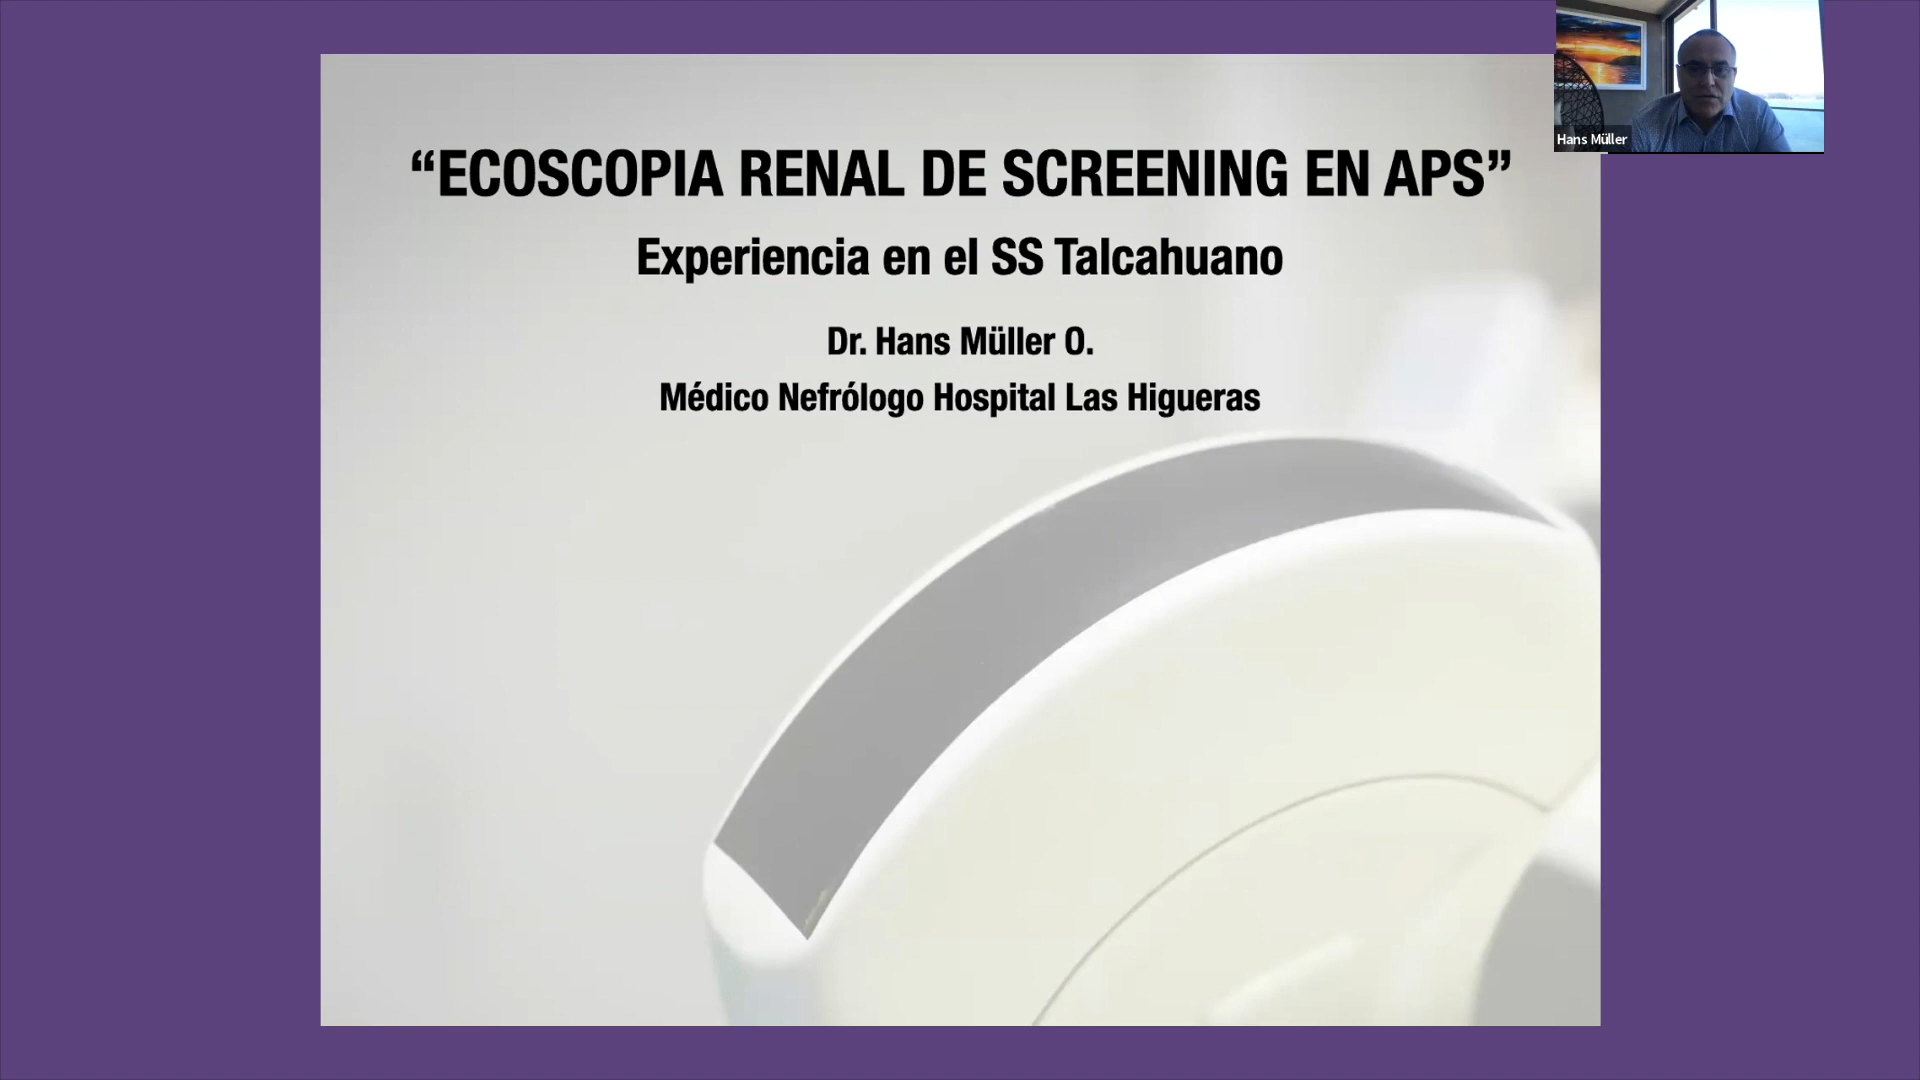 “ECOSCOPIA RENAL DE SCREENING EN APS”
Experiencia en el SS Talcahuano
Dr. Hans Müller O.
Médico Nefrólogo Hospital Las Higueras
Hans Müller